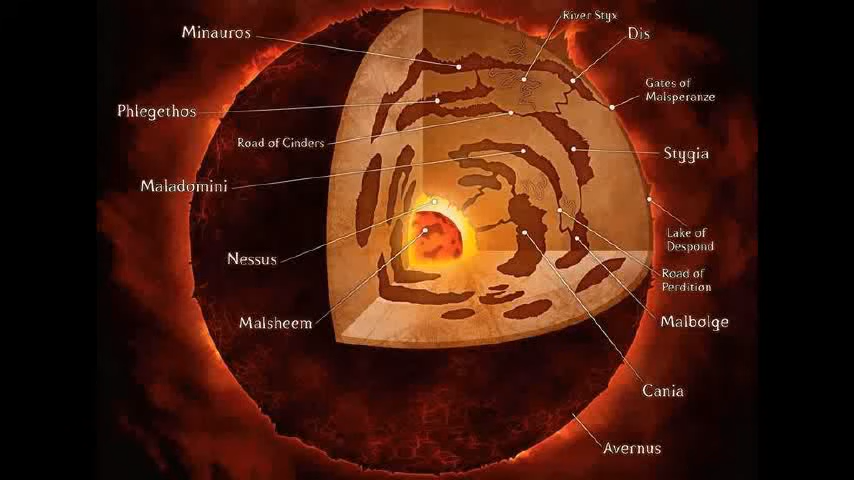 River Styx
Minauros
Dis
Gates of
Malsperanze
Phlegethos
Road of Cinders
Stygia
Maladomini
Lake of
Despond
Nessus
Road of
Perdition
Malsheem
Malbolge
Cania
Avernus